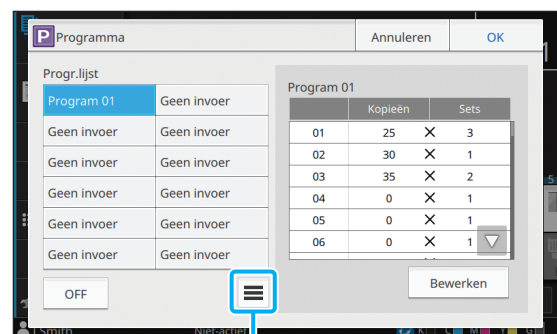 P Programma
Annuleren
OK
Progr.lijst
Program 01 Geen invoer
Geen invoer Geen invoer
Geen invoer Geen invoer
Geen invoer Geen invoer
Geen invoer Geen invoer
Geen invoer Geen invoer
OFF
Program 01
Kopieën Sets
01 25 X 3
02 30 X 1
03 35 X 2
04 0 X 1
05 0 X 1
06 0 X 1
Bewerken
Smith Niet-actief K C M Y G